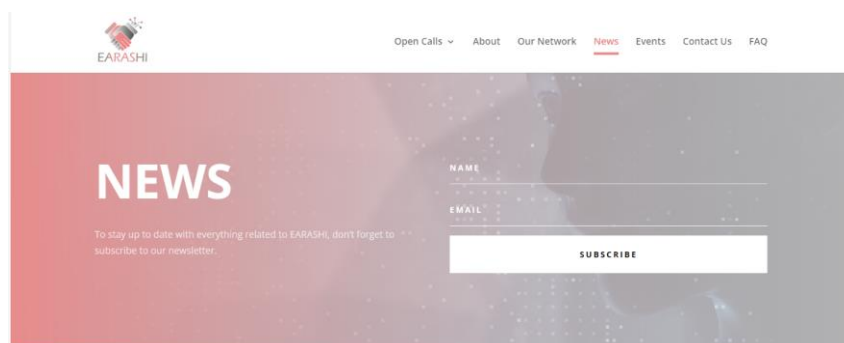 EARASHI
Open Calls About Our Network News Events Contact Us FAQ
NEWS
To stay up to date with everything related to EARASHI, don't forget to
subscribe to our newsletter.
NAME
EMAIL
SUBSCRIBE